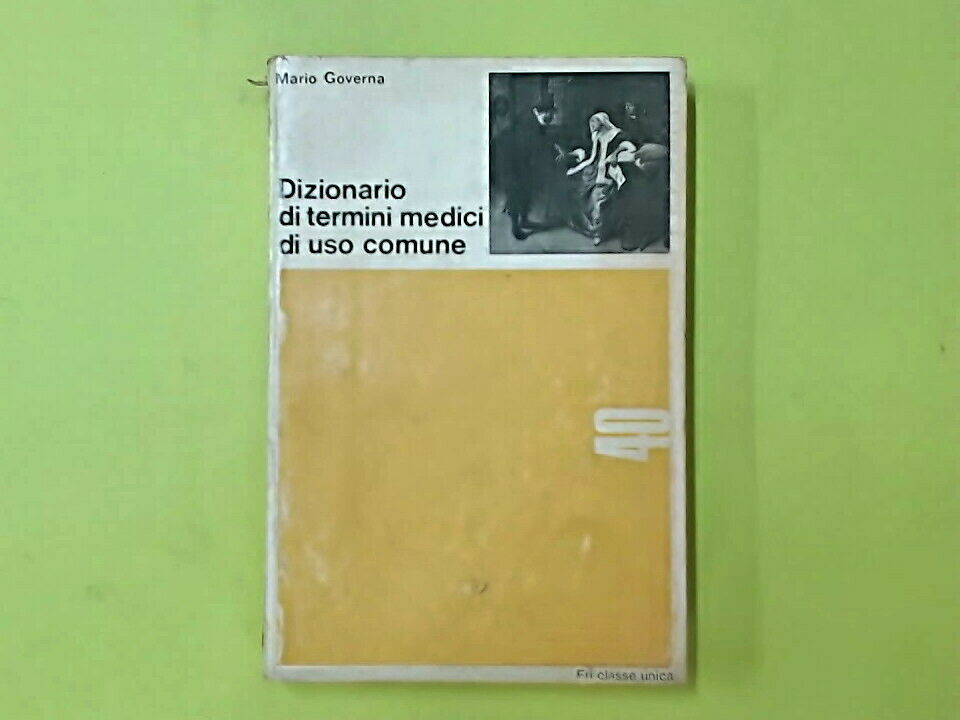 Mario Governa
Dizionario
di termini medici
di uso comune
40
Eri classe unica